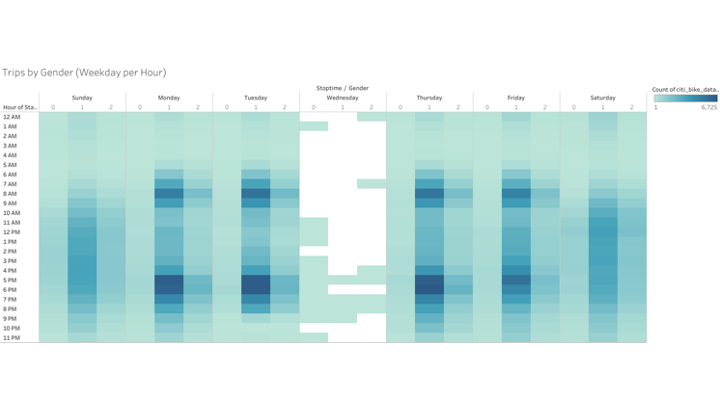 Trips by Gender (Weekday per Hour)
Stoptime / Gender
Sunday Monday Tuesday Wednesday Thursday Friday Saturday
Hour of Sta.. 0 1 2 0 1 2 0 1 2 0 1 2 0 1 2 0 1 2 0 1 2
12 AM
1 AM
2 AM
3 AM
4 AM
5 AM
6 AM
7 AM
8 AM
9 AM
10 AM
11 AM
12 PM
1 PM
2 PM
3 PM
4 PM
5 PM
6 PM
7 PM
8 PM
9 PM
10 PM
11 PM
Count of citi_bike_data..
1 6,725